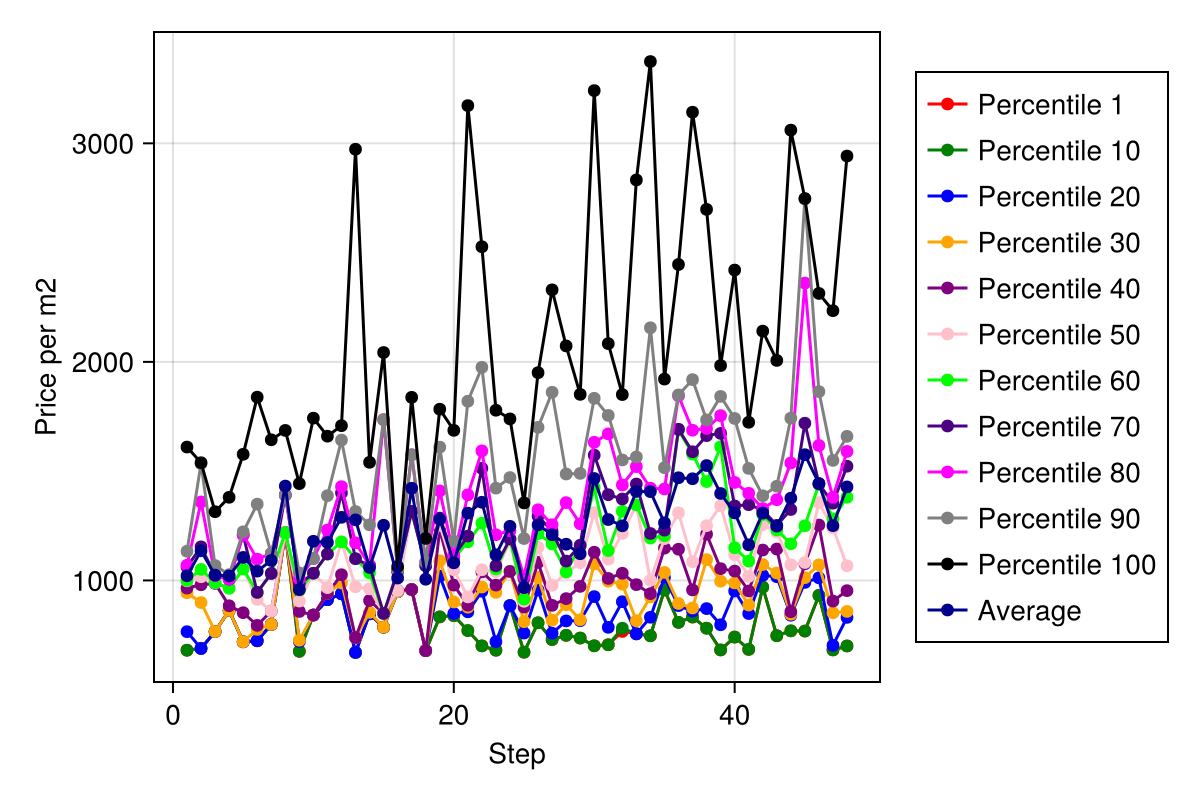 3000
2000
1000
0
20
40
Price per m2
Step
Percentile 1
Percentile 10
Percentile 20
Percentile 30
Percentile 40
Percentile 50
Percentile 60
Percentile 70
Percentile 80
Percentile 90
Percentile 100
Average